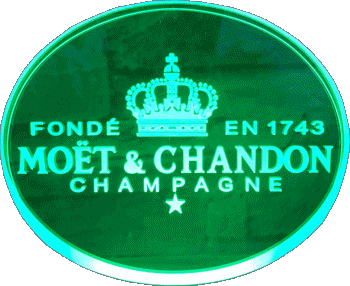 FONDÉ EN 1743
MOËT & CHANDON
CHAMPAGNE